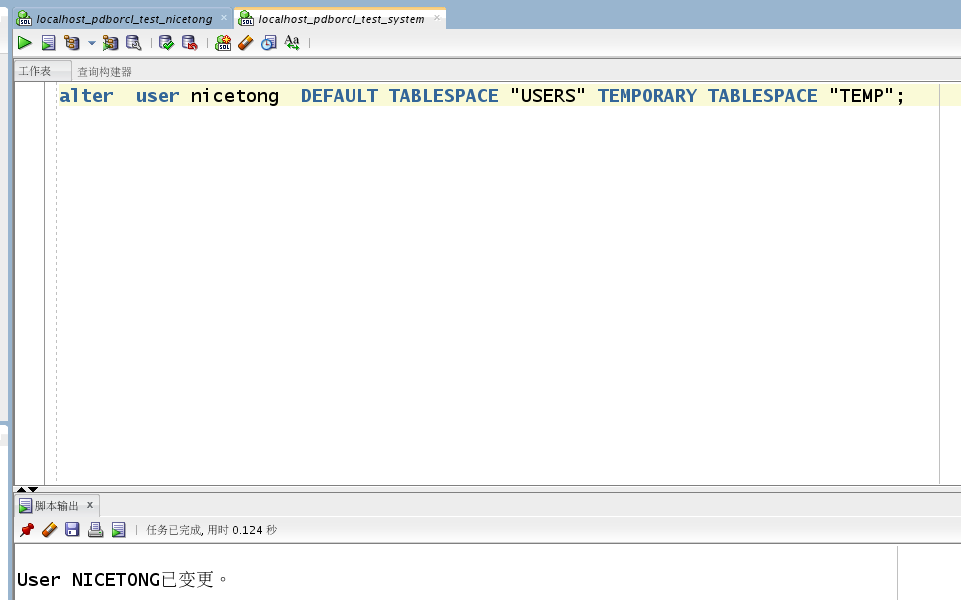 localhost_pdborcl_test_nicetong
localhost_pdborcl_test_system
工作表 查询构建器
alter  user nicetong  DEFAULT TABLESPACE "USERS" TEMPORARY TABLESPACE "TEMP";
脚本输出
任务已完成, 用时 0.124 秒
User NICETONG已变更。